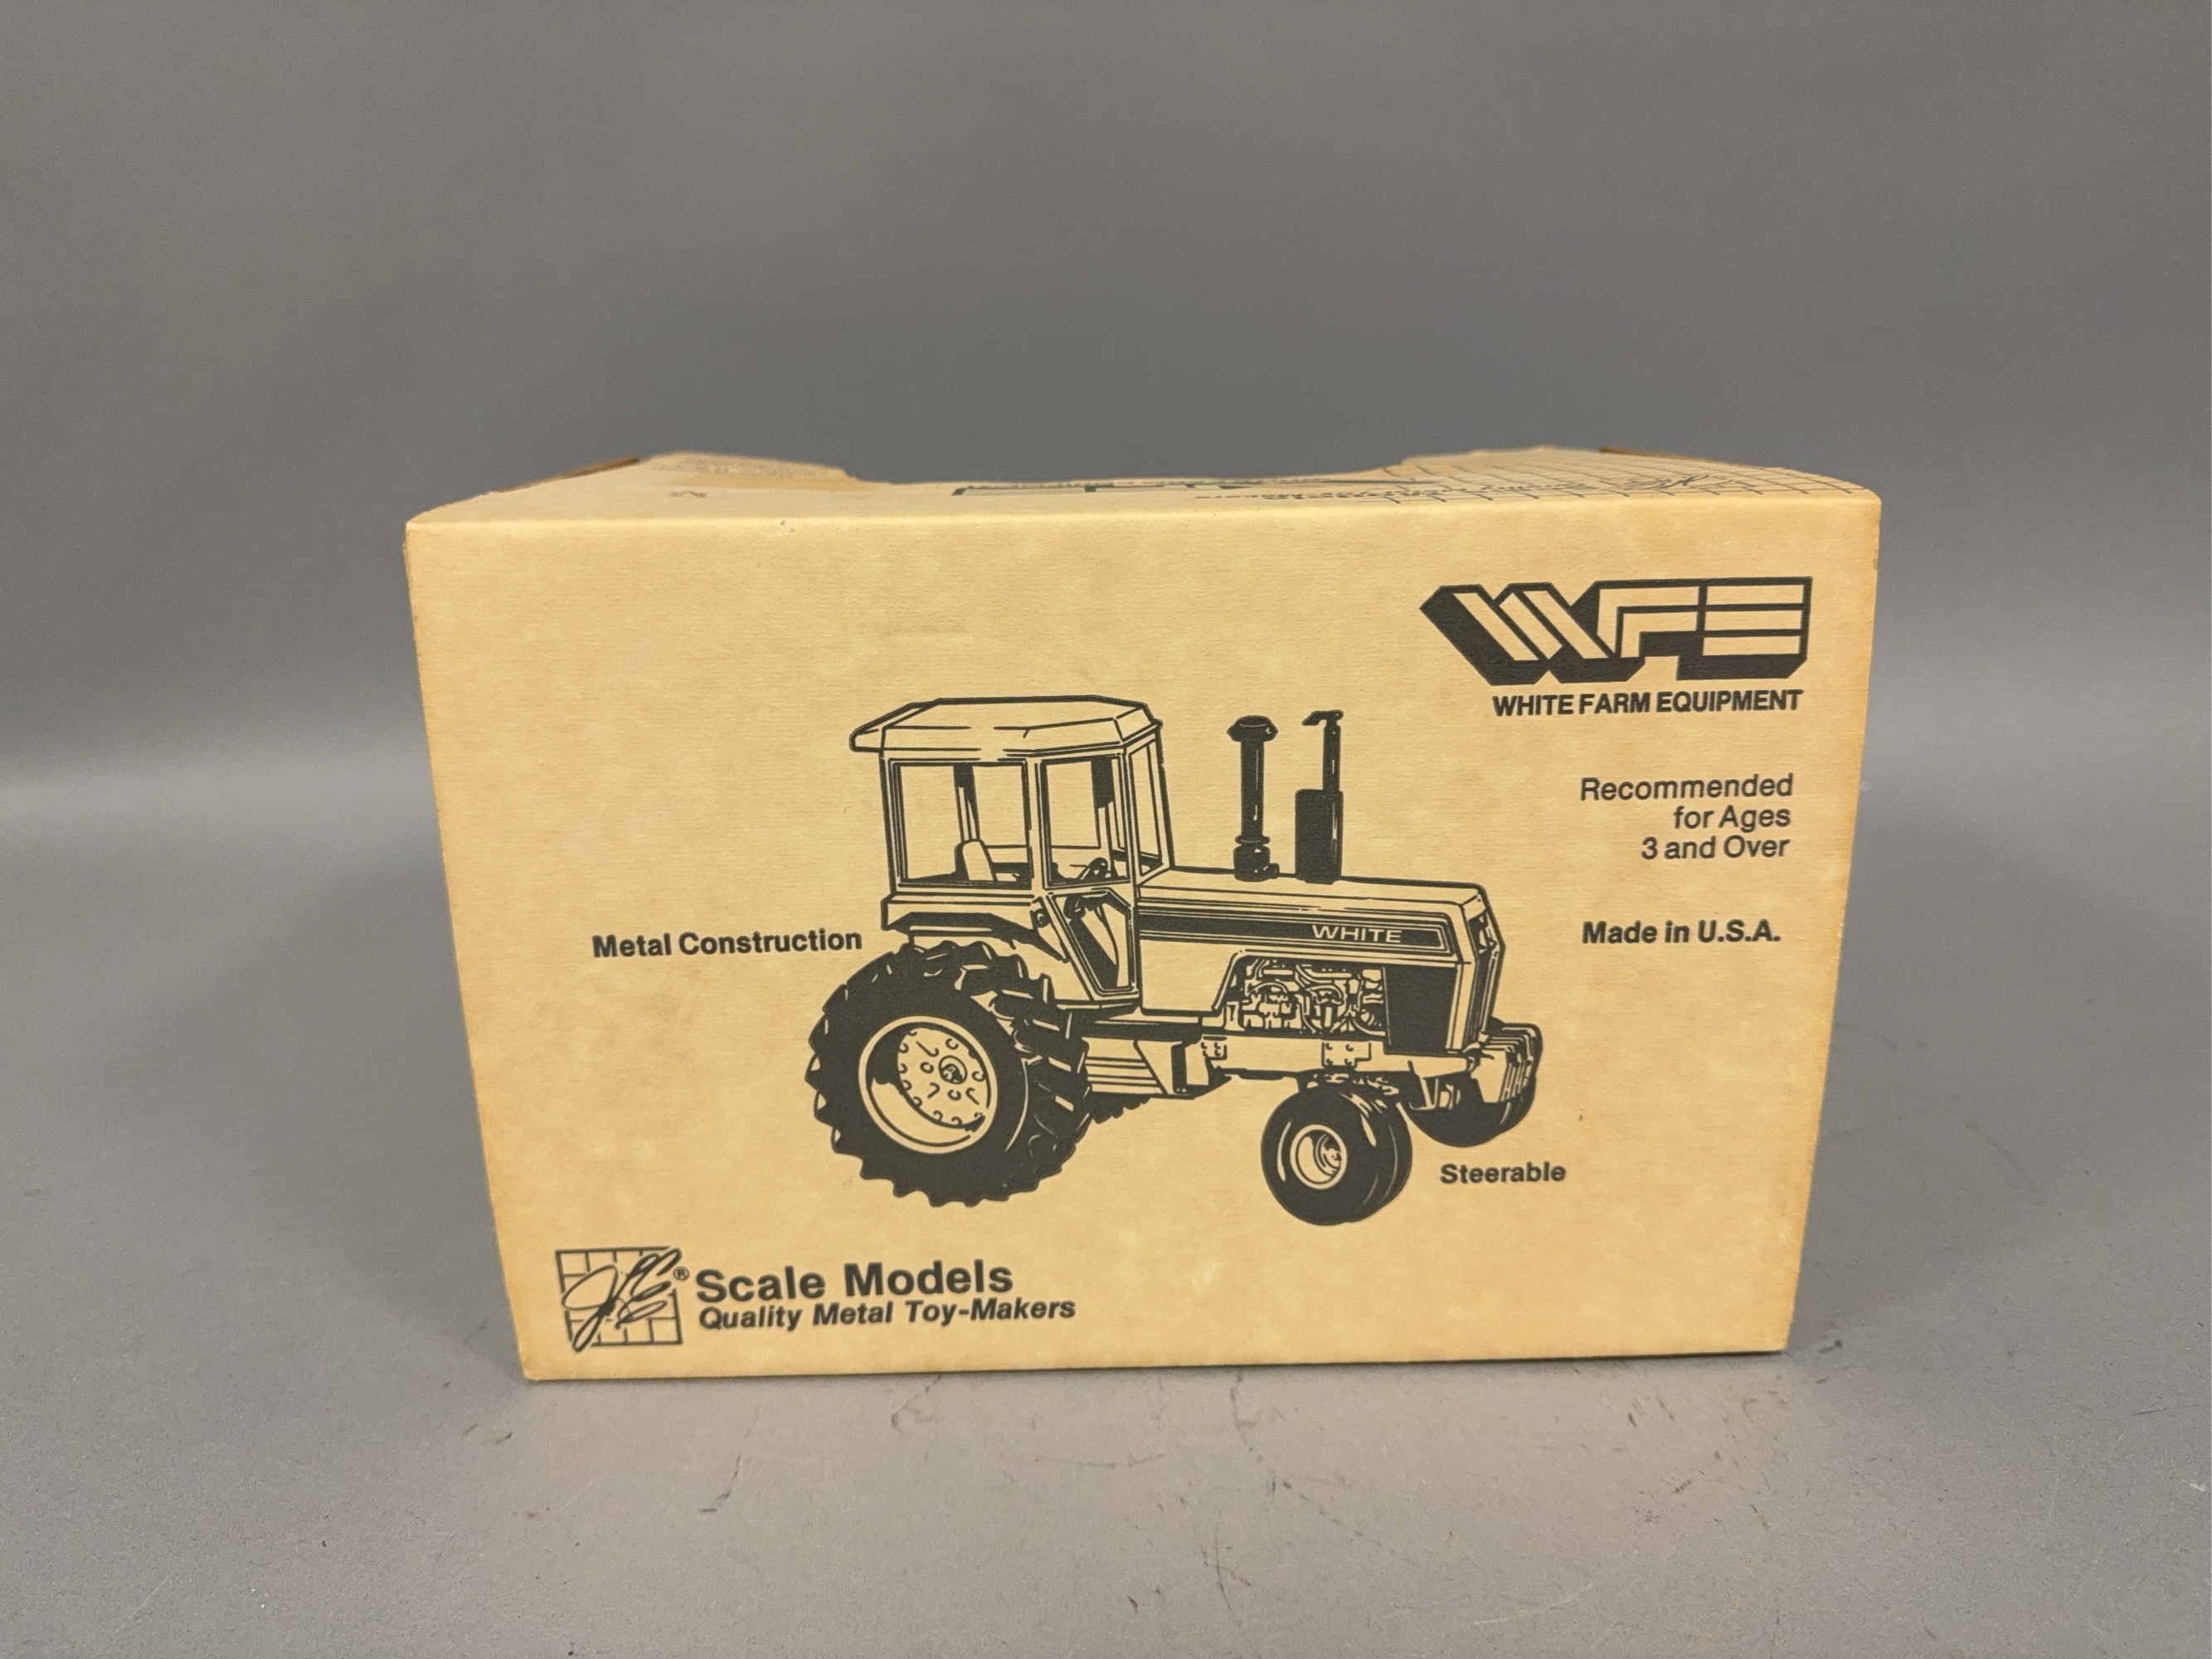 WFE
WHITE FARM EQUIPMENT
Recommended
for Ages
3 and Over
Made in U.S.A.
Metal Construction
WHITE
Steerable
® Scale Models
Quality Metal Toy-Makers